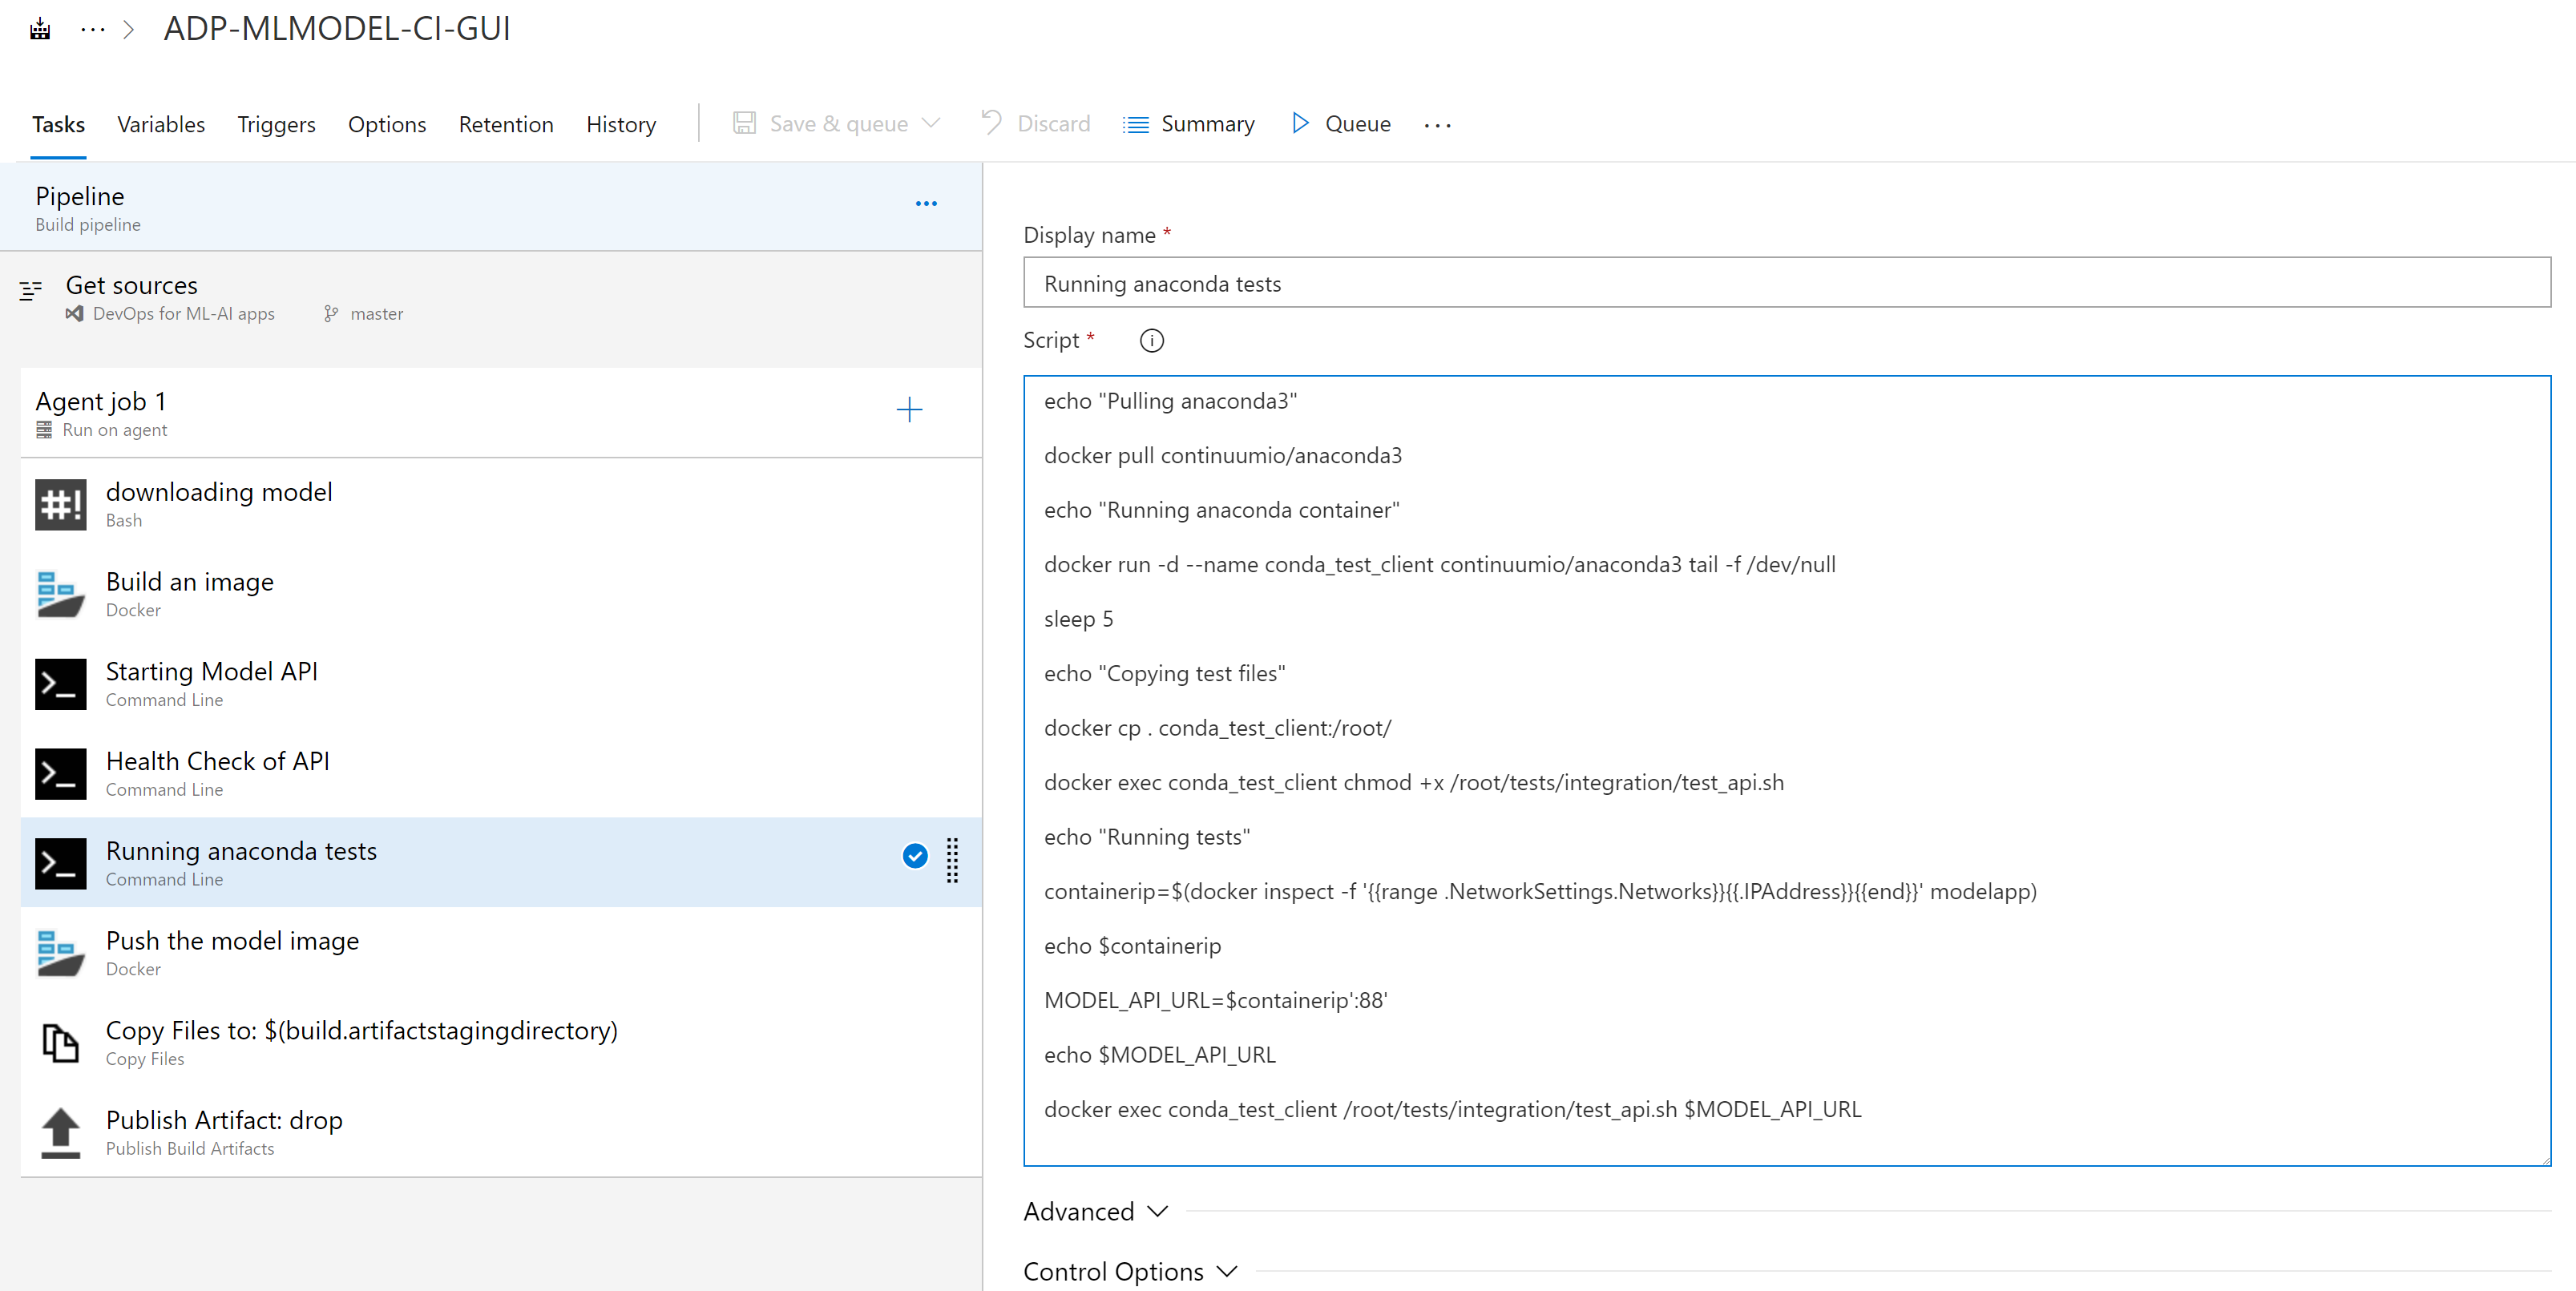 ··· > ADP-MLMODEL-CI-GUI
Tasks Variables Triggers Options Retention History Save & queue Discard Summary Queue ...
Pipeline
Build pipeline
Get sources
DevOps for ML-AI apps master
Agent job 1
Run on agent
#! downloading model
Bash
Build an image
Docker
Starting Model API
Command Line
Health Check of API
Command Line
Running anaconda tests
Command Line
Push the model image
Docker
Copy Files to: $(build.artifactstagingdirectory)
Copy Files
Publish Artifact: drop
Publish Build Artifacts
Display name *
Running anaconda tests
Script *
echo "Pulling anaconda3"
docker pull continuumio/anaconda3
echo "Running anaconda container"
docker run -d --name conda_test_client continuumio/anaconda3 tail -f /dev/null
sleep 5
echo "Copying test files"
docker cp . conda_test_client:/root/
docker exec conda_test_client chmod +x /root/tests/integration/test_api.sh
echo "Running tests"
containerip=$(docker inspect -f '{{range .NetworkSettings.Networks}}{{.IPAddress}}{{end}}' modelapp)
echo $containerip
MODEL_API_URL=$containerip':88'
echo $MODEL_API_URL
docker exec conda_test_client /root/tests/integration/test_api.sh $MODEL_API_URL
Advanced
Control Options